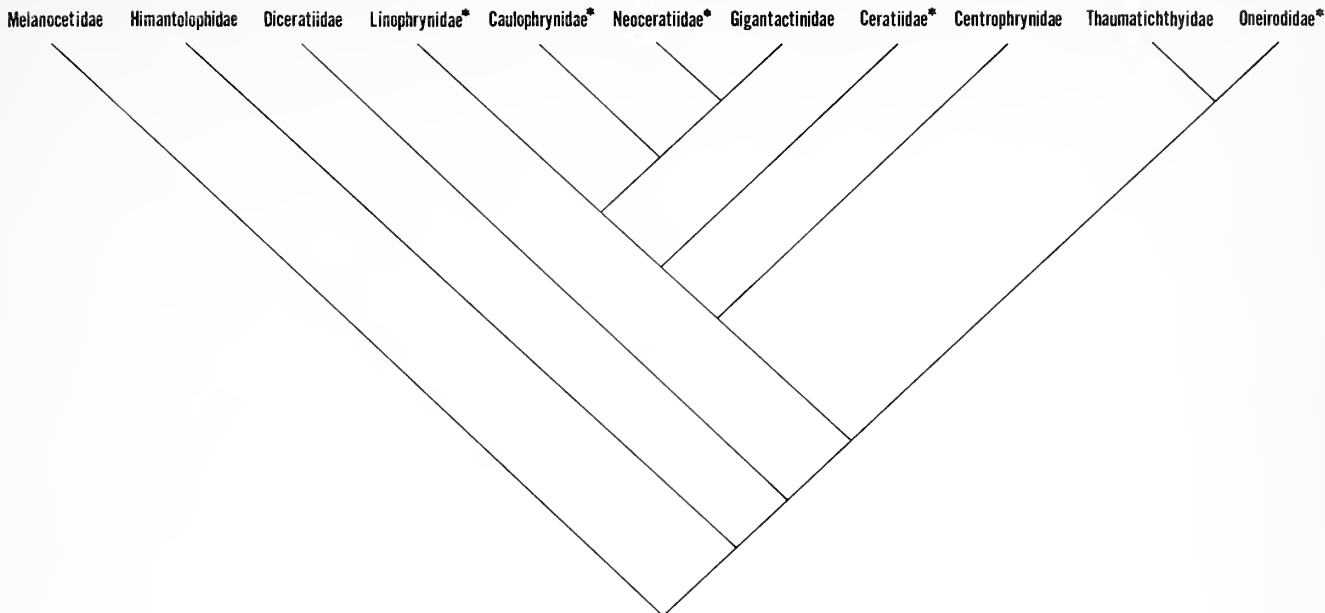 Melanocetidae Himantolophidae Diceratiidae Linophrynidae* Caulophrynidae* Neoceratiidae* Gigantactinidae Ceratiidae* Centrophrynidae Thaumatichthyidae Oneirodidae*